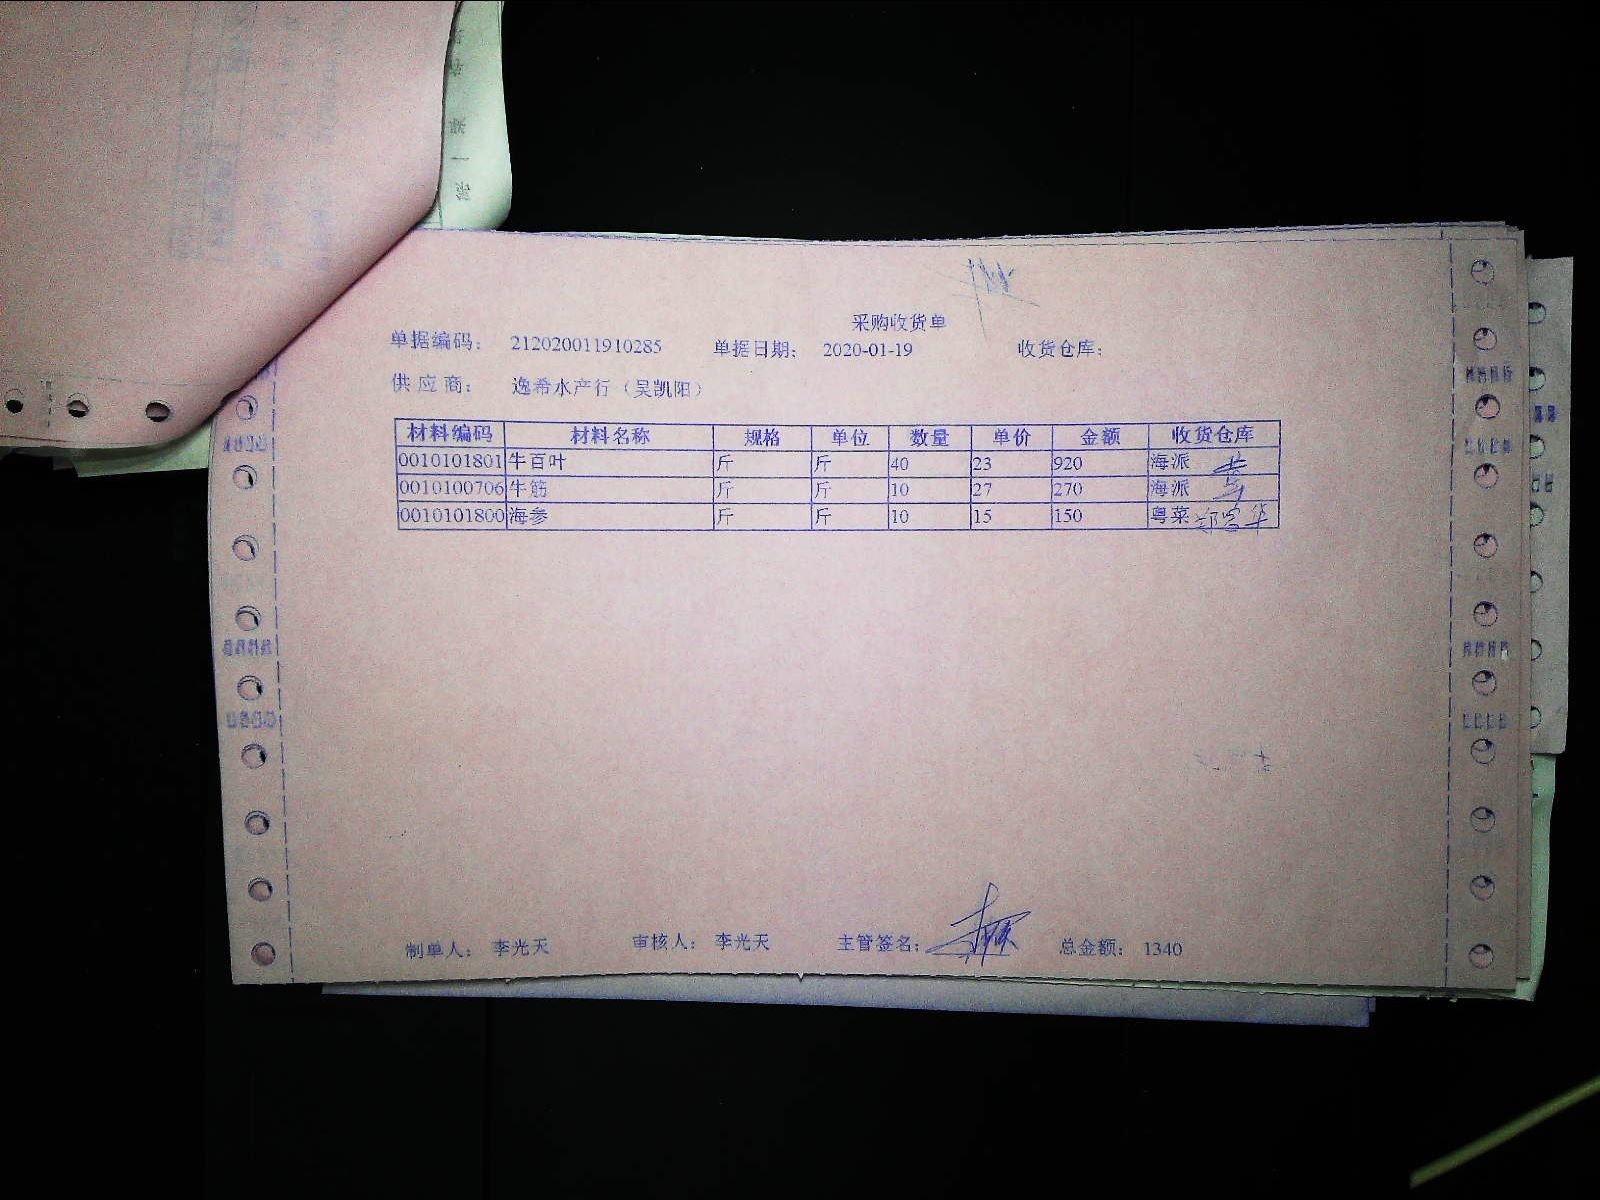 采购收货单
单据编码： 212020011910285 单据日期： 2020-01-19 收货仓库：
供应商： 逸希水产行（吴凯阳）
材料编码 材料名称 规格 单位 数量 单价 金额 收货仓库
0010101801 牛百叶 斤 斤 40 23 920 海派
0010100706 牛筋 斤 斤 10 27 270 海派
0010101800 海参 斤 斤 10 15 150 粤菜
制单人： 李光天 审核人： 李光天 主管签名： 总金额： 1340